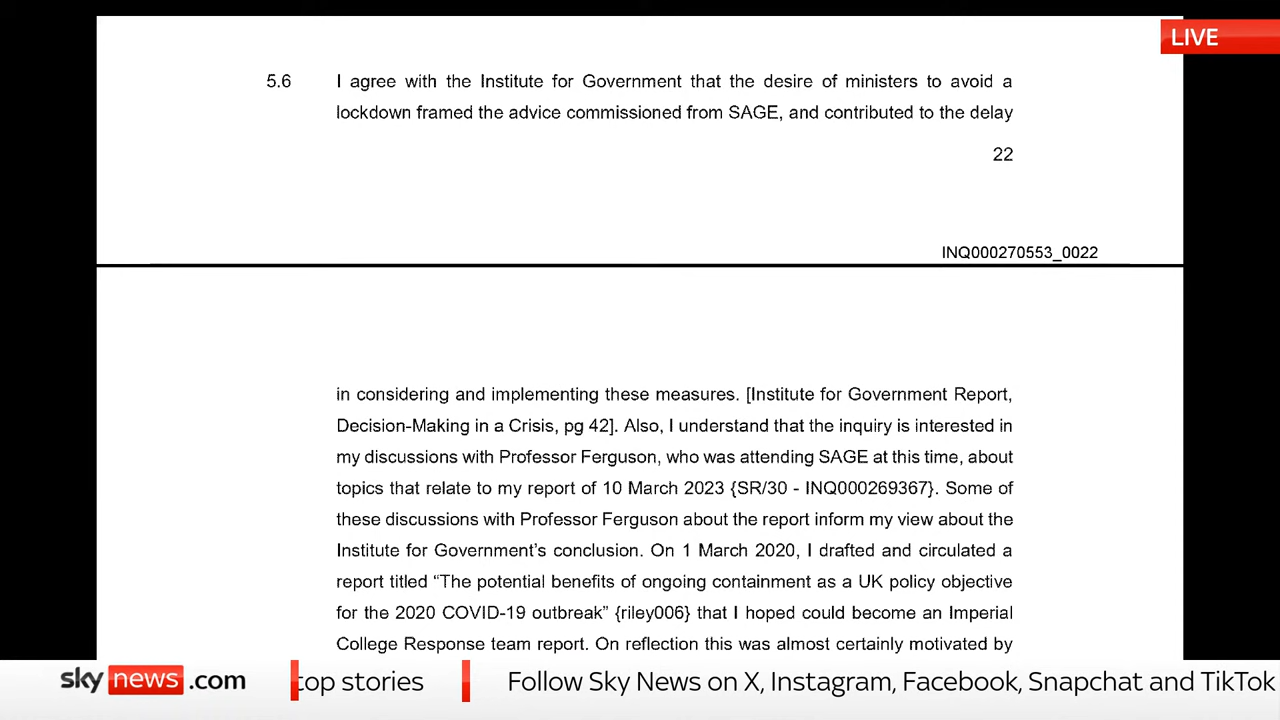 LIVE
5.6 I agree with the Institute for Government that the desire of ministers to avoid a
lockdown framed the advice commissioned from SAGE, and contributed to the delay
22
INQ000270553_0022
in considering and implementing these measures. [Institute for Government Report,
Decision-Making in a Crisis, pg 42]. Also, I understand that the inquiry is interested in
my discussions with Professor Ferguson, who was attending SAGE at this time, about
topics that relate to my report of 10 March 2023 {SR/30 - INQ000269367}. Some of
these discussions with Professor Ferguson about the report inform my view about the
Institute for Government’s conclusion. On 1 March 2020, I drafted and circulated a
report titled “The potential benefits of ongoing containment as a UK policy objective
for the 2020 COVID-19 outbreak” {riley006} that I hoped could become an Imperial
College Response team report. On reflection this was almost certainly motivated by
sky news .com top stories Follow Sky News on X, Instagram, Facebook, Snapchat and TikTok